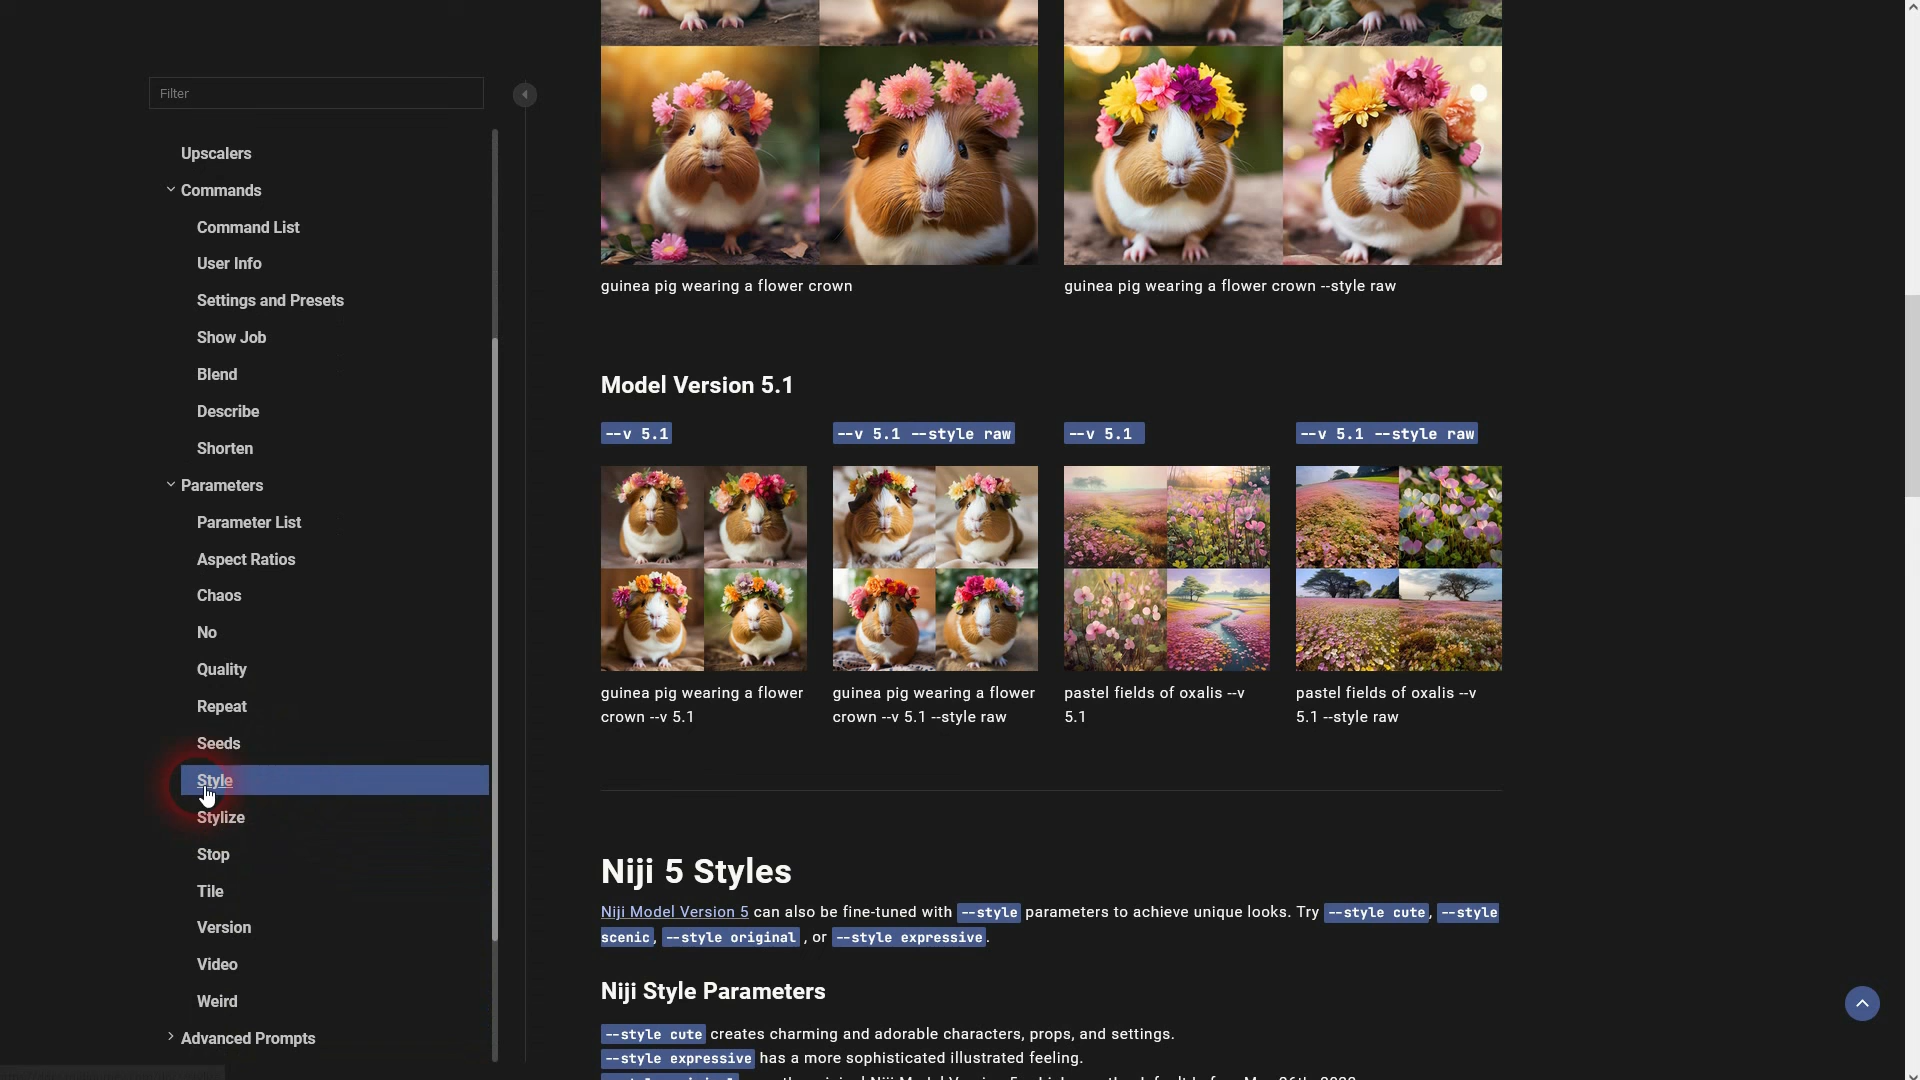 Filter
Upscalers
Commands
Command List
User Info
Settings and Presets
Show Job
Blend
Describe
Shorten
Parameters
Parameter List
Aspect Ratios
Chaos
No
Quality
Repeat
Seeds
Style
Stylize
Stop
Tile
Version
Video
Weird
Advanced Prompts
guinea pig wearing a flower crown
guinea pig wearing a flower crown --style raw
Model Version 5.1
--v 5.1
--v 5.1 --style raw
--v 5.1
--v 5.1 --style raw
guinea pig wearing a flower
crown --v 5.1
guinea pig wearing a flower
crown --v 5.1 --style raw
pastel fields of oxalis --v
5.1
pastel fields of oxalis --v
5.1 --style raw
Niji 5 Styles
Niji Model Version 5 can also be fine-tuned with --style parameters to achieve unique looks. Try --style cute, --style
scenic, --style original , or --style expressive.
Niji Style Parameters
--style cute creates charming and adorable characters, props, and settings.
--style expressive has a more sophisticated illustrated feeling.